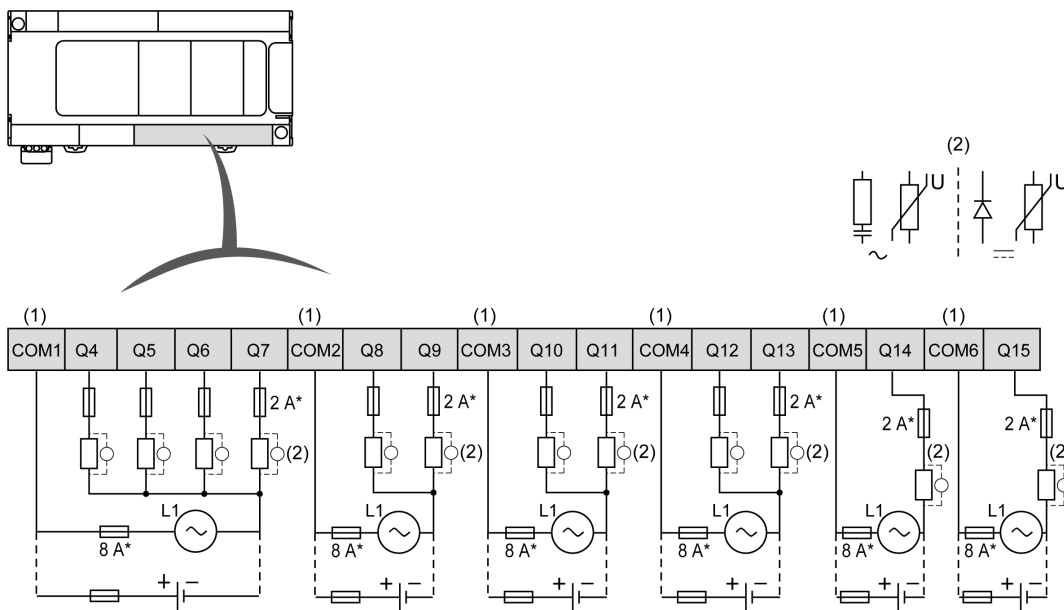 (2)
U
U
(1) (1) (1) (1) (1) (1)
COM1 Q4 Q5 Q6 Q7 COM2 Q8 Q9 COM3 Q10 Q11 COM4 Q12 Q13 COM5 Q14 COM6 Q15
2 A* 2 A* 2 A* 2 A* 2 A* 2 A*
(2) (2) (2) (2) (2) (2)
L1 L1 L1 L1 L1 L1
8 A* 8 A* 8 A* 8 A* 8 A* 8 A*
+ − + − + − + − + − + −